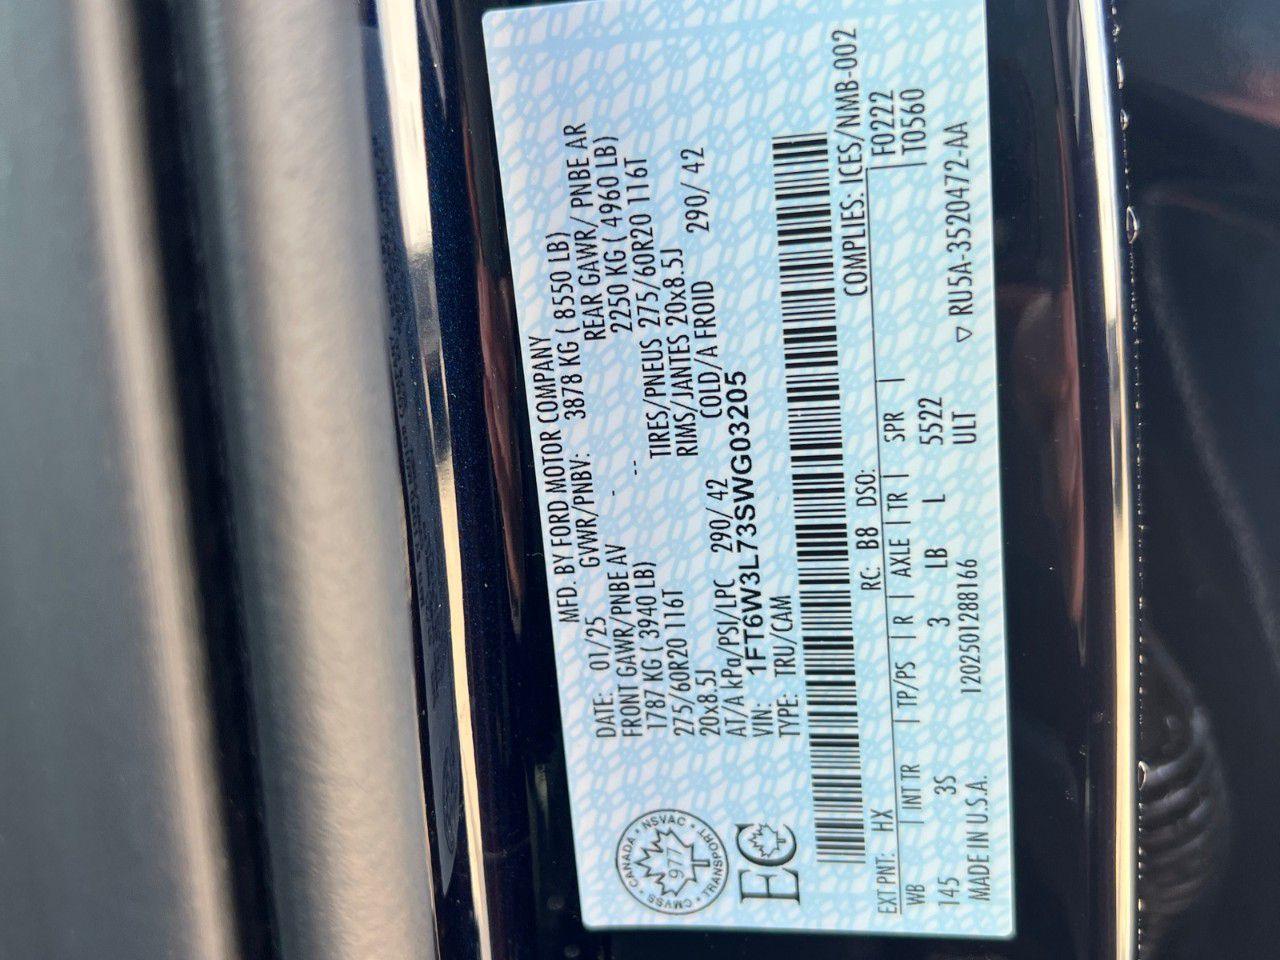 MFD. BY FORD MOTOR COMPANY
DATE: 01/25 GVWR/PNBV: 3878 KG ( 8550 LB)
FRONT GAWR/PNBE AV - REAR GAWR/ PNBE AR
1787 KG ( 3940 LB) -- 2250 KG ( 4960 LB)
275/60R20 116T TIRES/PNEUS 275/60R20 116T
20x8.5J RIMS/JANTES 20x8.5J
AT/A kPa/PSI/LPC 290/ 42 COLD/A FROID 290/ 42
VIN: 1FT6W3L73SWG03205
TYPE: TRU/CAM
CANADA • NSVAC • TRANSPORT • CMVSS
977
EC
COMPLIES: ICES/NMB-002
EXT PNT: HX RC: B8 DSO: F0222
WB | INT TR | TP/PS | R | AXLE | TR | SPR | T0560
145 3S 3 LB L 5522
ULT
MADE IN U.S.A. 12025012881​66 ▽ RU5A-3520472-AA